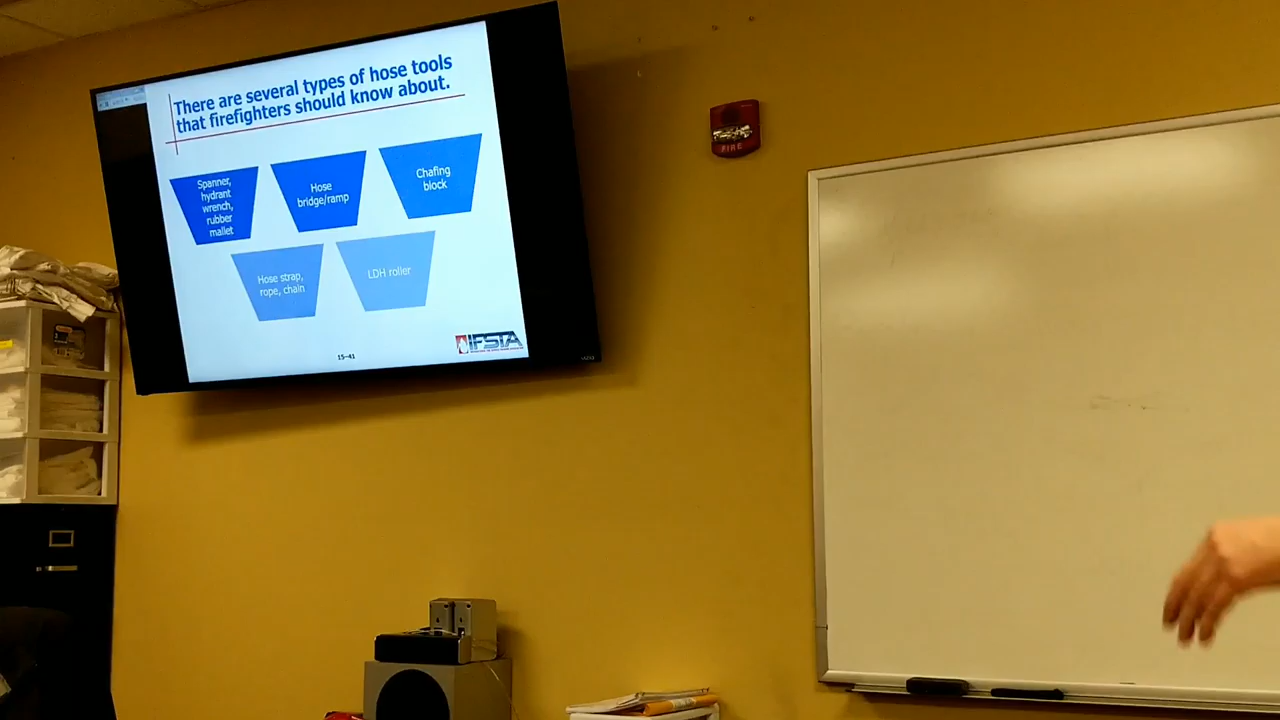 There are several types of hose tools
that firefighters should know about.
Spanner,
hydrant
wrench,
rubber
mallet
Hose
bridge/ramp
Chafing
block
Hose strap,
rope, chain
LDH roller
15-41
IFSTA
FIRE